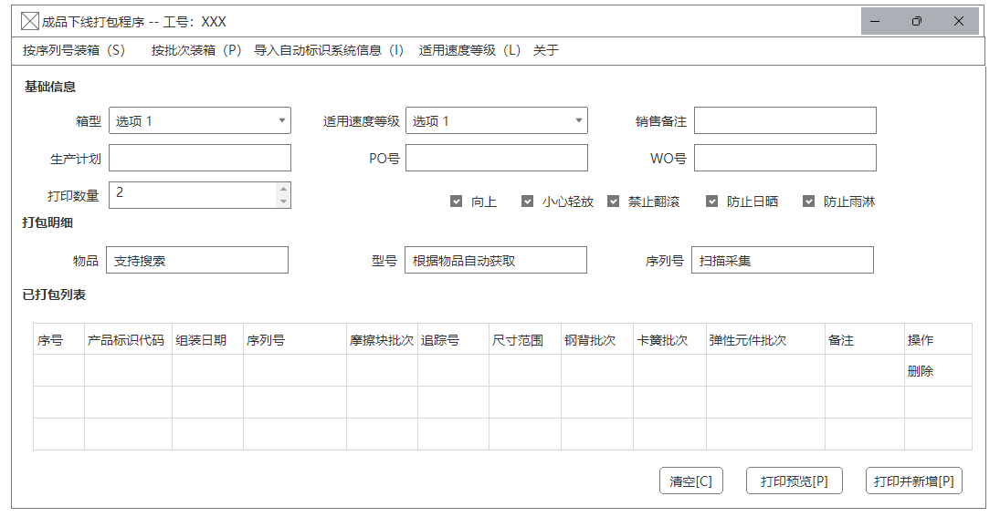 成品下线打包程序 -- 工号：XXX
按序列号装箱（S） 按批次装箱（P） 导入自动标识系统信息（I） 适用速度等级（L） 关于
基础信息
箱型 选项 1 适用速度等级 选项 1 销售备注
生产计划 PO号 WO号
打印数量 2 向上 小心轻放 禁止翻滚 防止日晒 防止雨淋
打包明细
物品 支持搜索 型号 根据物品自动获取 序列号 扫描采集
已打包列表
序号 产品标识代码 组装日期 序列号 摩擦块批次 追踪号 尺寸范围 钢背批次 卡簧批次 弹性元件批次 备注 操作
删除
清空[C] 打印预览[P] 打印并新增[P]